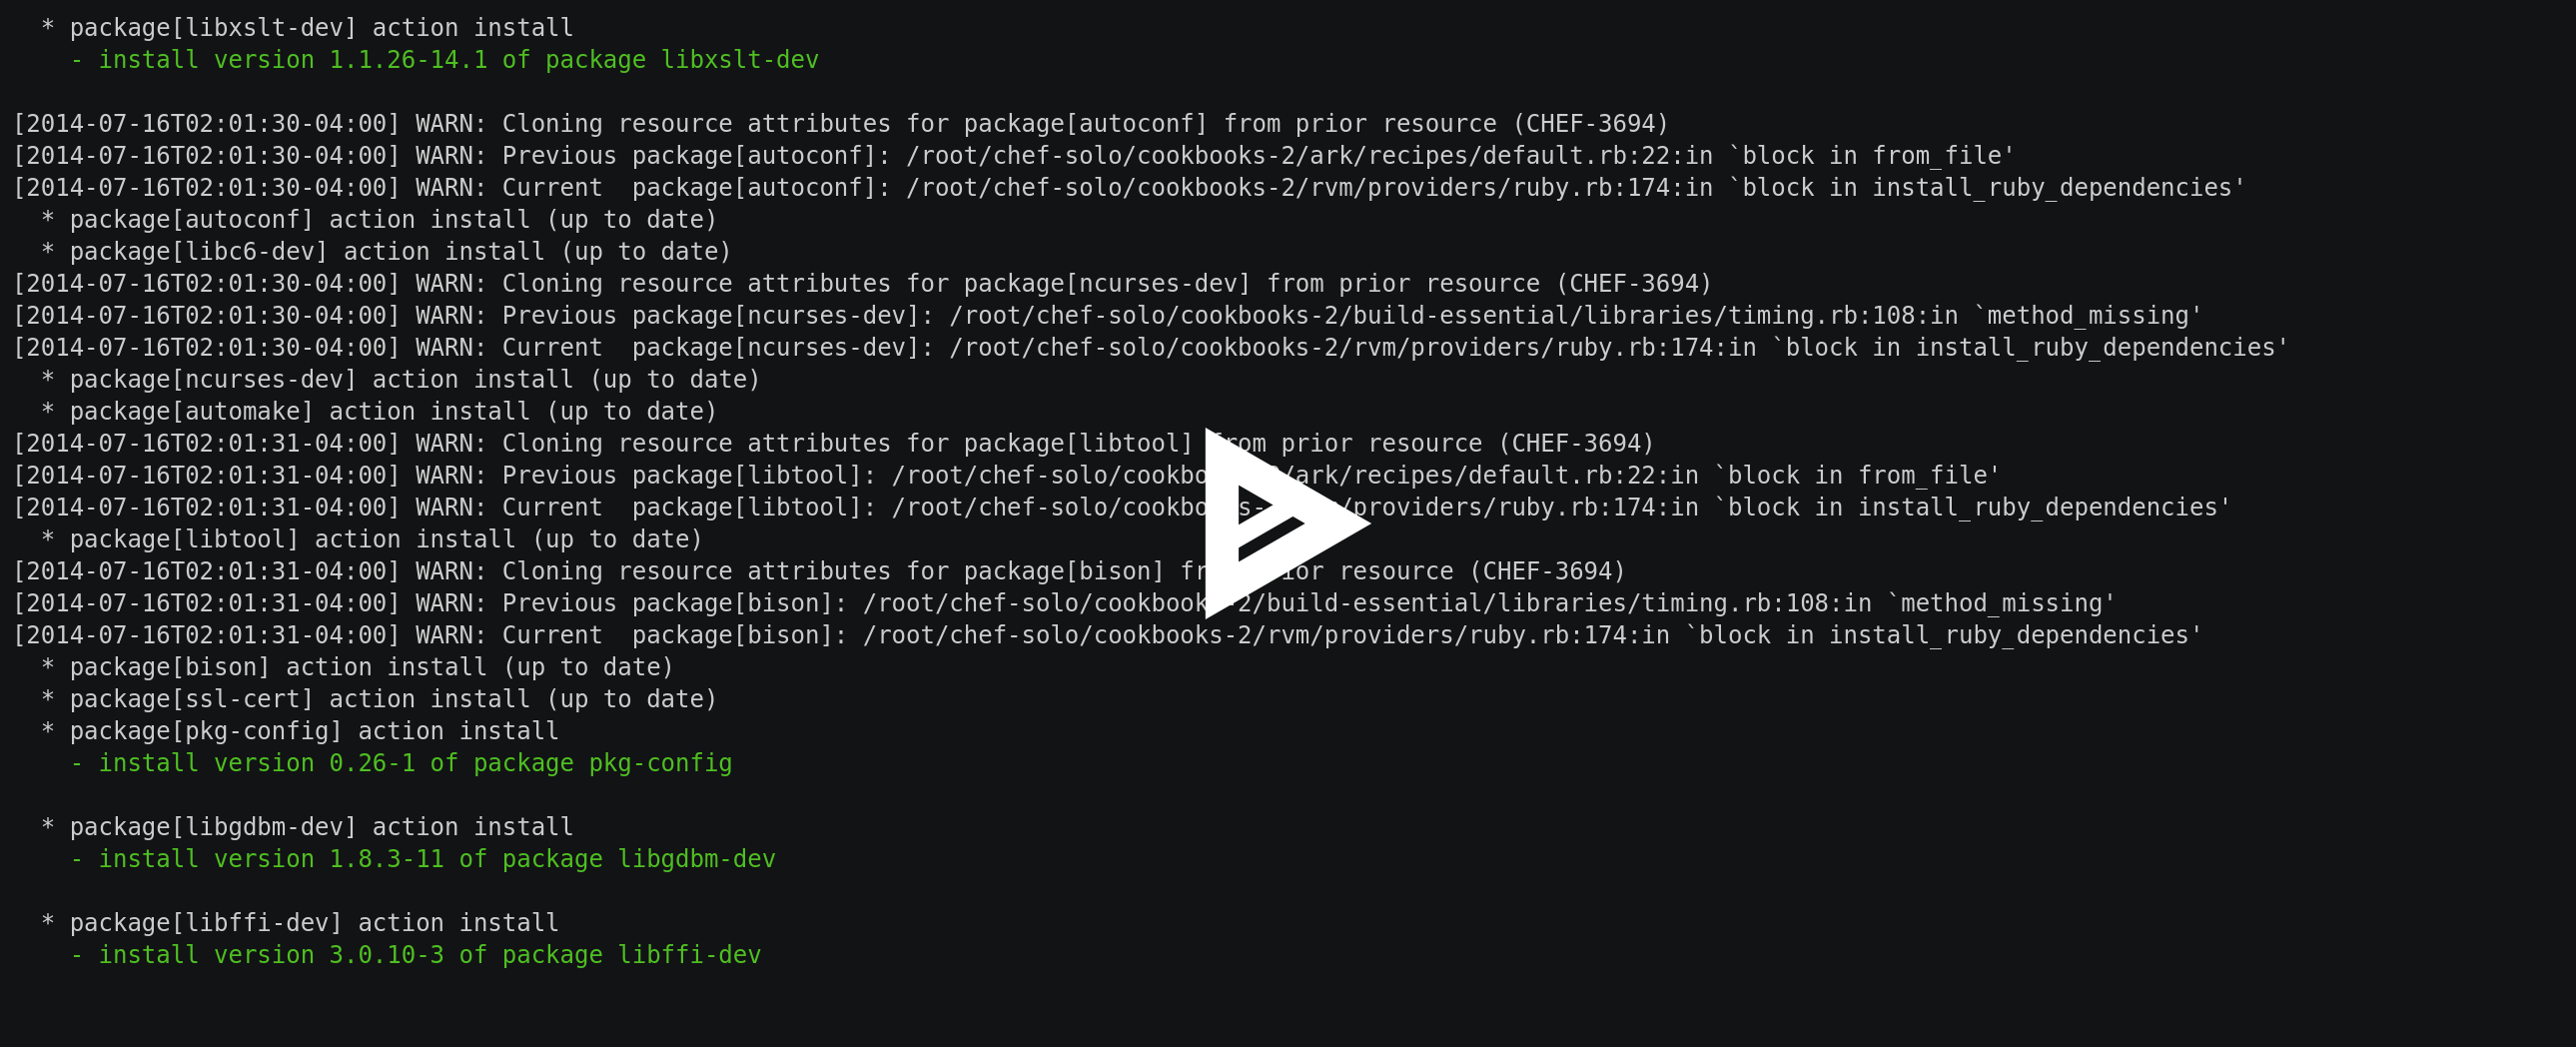 * package[libxslt-dev] action install
- install version 1.1.26-14.1 of package libxslt-dev
[2014-07-16T02:01:30-04:00] WARN: Cloning resource attributes for package[autoconf] from prior resource (CHEF-3694)
[2014-07-16T02:01:30-04:00] WARN: Previous package[autoconf]: /root/chef-solo/cookbooks-2/ark/recipes/default.rb:22:in `block in from_file'
[2014-07-16T02:01:30-04:00] WARN: Current  package[autoconf]: /root/chef-solo/cookbooks-2/rvm/providers/ruby.rb:174:in `block in install_ruby_dependencies'
* package[autoconf] action install (up to date)
* package[libc6-dev] action install (up to date)
[2014-07-16T02:01:30-04:00] WARN: Cloning resource attributes for package[ncurses-dev] from prior resource (CHEF-3694)
[2014-07-16T02:01:30-04:00] WARN: Previous package[ncurses-dev]: /root/chef-solo/cookbooks-2/build-essential/libraries/timing.rb:108:in `method_missing'
[2014-07-16T02:01:30-04:00] WARN: Current  package[ncurses-dev]: /root/chef-solo/cookbooks-2/rvm/providers/ruby.rb:174:in `block in install_ruby_dependencies'
* package[ncurses-dev] action install (up to date)
* package[automake] action install (up to date)
[2014-07-16T02:01:31-04:00] WARN: Cloning resource attributes for package[libtool] from prior resource (CHEF-3694)
[2014-07-16T02:01:31-04:00] WARN: Previous package[libtool]: /root/chef-solo/cookbo /ark/recipes/default.rb:22:in `block in from_file'
[2014-07-16T02:01:31-04:00] WARN: Current  package[libtool]: /root/chef-solo/cookbo s- /providers/ruby.rb:174:in `block in install_ruby_dependencies'
* package[libtool] action install (up to date)
[2014-07-16T02:01:31-04:00] WARN: Cloning resource attributes for package[bison] from prior resource (CHEF-3694)
[2014-07-16T02:01:31-04:00] WARN: Previous package[bison]: /root/chef-solo/cookbooks-2/build-essential/libraries/timing.rb:108:in `method_missing'
[2014-07-16T02:01:31-04:00] WARN: Current  package[bison]: /root/chef-solo/cookbooks-2/rvm/providers/ruby.rb:174:in `block in install_ruby_dependencies'
* package[bison] action install (up to date)
* package[ssl-cert] action install (up to date)
* package[pkg-config] action install
- install version 0.26-1 of package pkg-config
* package[libgdbm-dev] action install
- install version 1.8.3-11 of package libgdbm-dev
* package[libffi-dev] action install
- install version 3.0.10-3 of package libffi-dev